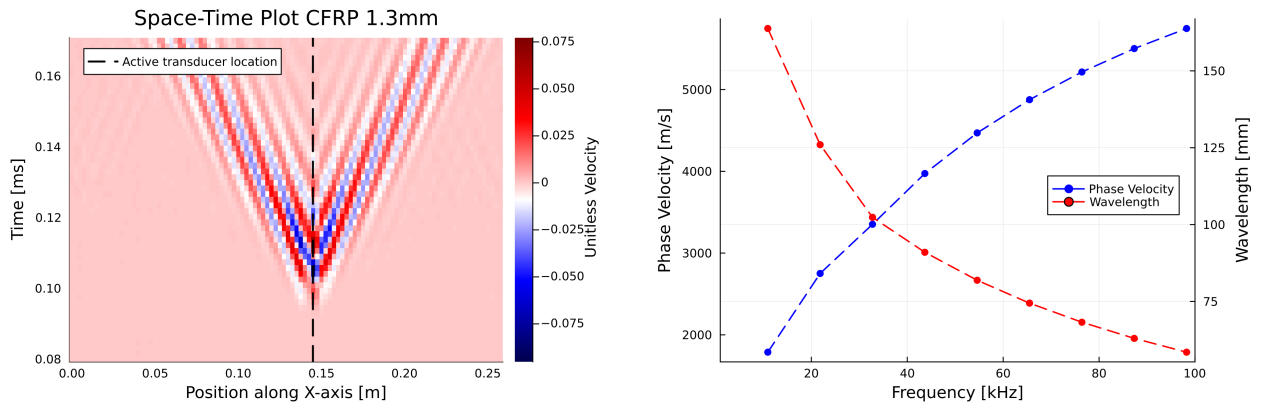 Space-Time Plot CFRP 1.3mm
Active transducer location
Time [ms]
0.16
0.14
0.12
0.10
0.08
0.00 0.05 0.10 0.15 0.20 0.25
Position along X-axis [m]
0.075
0.050
0.025
0
−0.025
−0.050
−0.075
Unitless Velocity
Phase Velocity [m/s]
5000
4000
3000
2000
20 40 60 80 100
Frequency [kHz]
Phase Velocity
Wavelength
150
125
100
75
Wavelength [mm]